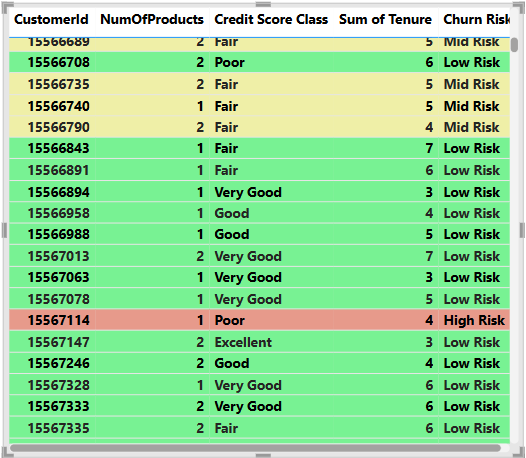 CustomerId NumOfProducts Credit Score Class Sum of Tenure Churn Risk
15566689 2 Fair 5 Mid Risk
15566708 2 Poor 6 Low Risk
15566735 2 Fair 5 Mid Risk
15566740 1 Fair 5 Mid Risk
15566790 2 Fair 4 Mid Risk
15566843 1 Fair 7 Low Risk
15566891 1 Fair 6 Low Risk
15566894 1 Very Good 3 Low Risk
15566958 1 Good 4 Low Risk
15566988 1 Good 5 Low Risk
15567013 2 Very Good 7 Low Risk
15567063 1 Very Good 3 Low Risk
15567078 1 Very Good 5 Low Risk
15567114 1 Poor 4 High Risk
15567147 2 Excellent 3 Low Risk
15567246 2 Good 4 Low Risk
15567328 1 Very Good 6 Low Risk
15567333 2 Very Good 6 Low Risk
15567335 2 Fair 6 Low Risk